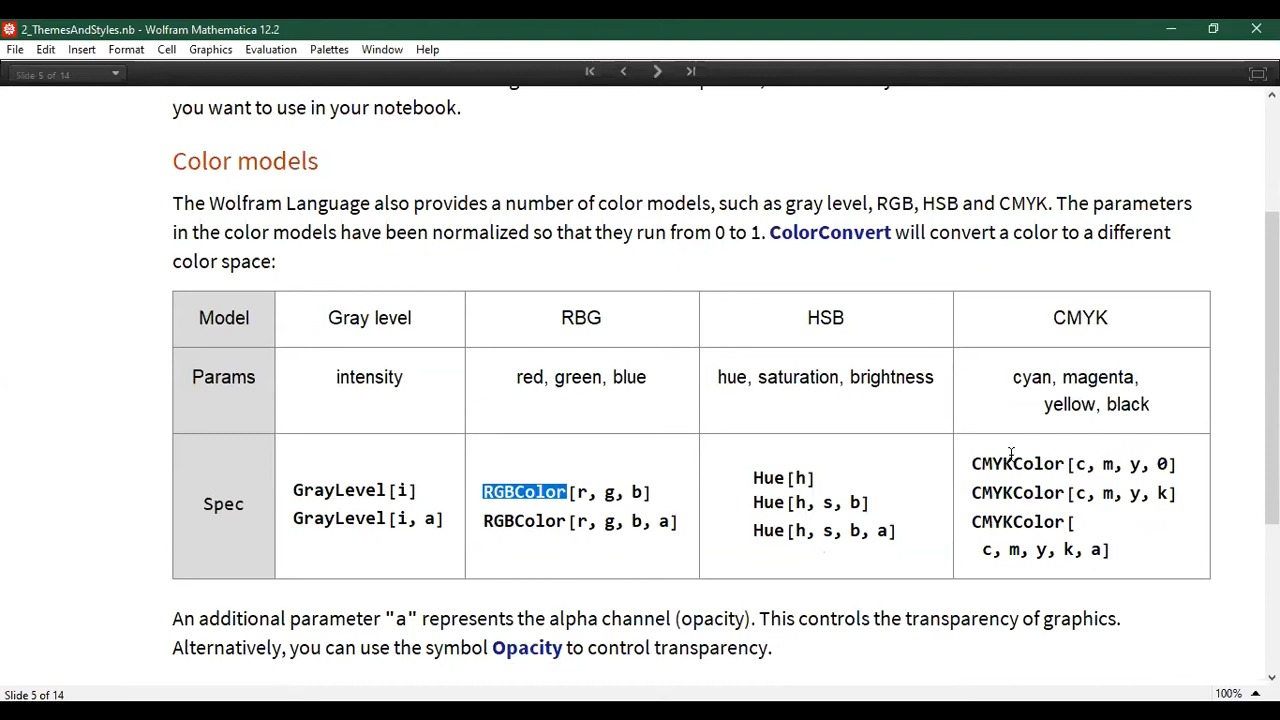 2_ThemesAndStyles.nb - Wolfram Mathematica 12.2
File Edit Insert Format Cell Graphics Evaluation Palettes Window Help
Slide 5 of 14
you want to use in your notebook.
Color models
The Wolfram Language also provides a number of color models, such as gray level, RGB, HSB and CMYK. The parameters
in the color models have been normalized so that they run from 0 to 1. ColorConvert will convert a color to a different
color space:
Model Gray level RBG HSB CMYK
Params intensity red, green, blue hue, saturation, brightness cyan, magenta,
yellow, black
Spec
GrayLevel[i]
GrayLevel[i, a]
RGBColor[r, g, b]
RGBColor[r, g, b, a]
Hue[h]
Hue[h, s, b]
Hue[h, s, b, a]
CMYKColor[c, m, y, 0]
CMYKColor[c, m, y, k]
CMYKColor[
c, m, y, k, a]
An additional parameter "a" represents the alpha channel (opacity). This controls the transparency of graphics.
Alternatively, you can use the symbol Opacity to control transparency.
Slide 5 of 14
100%